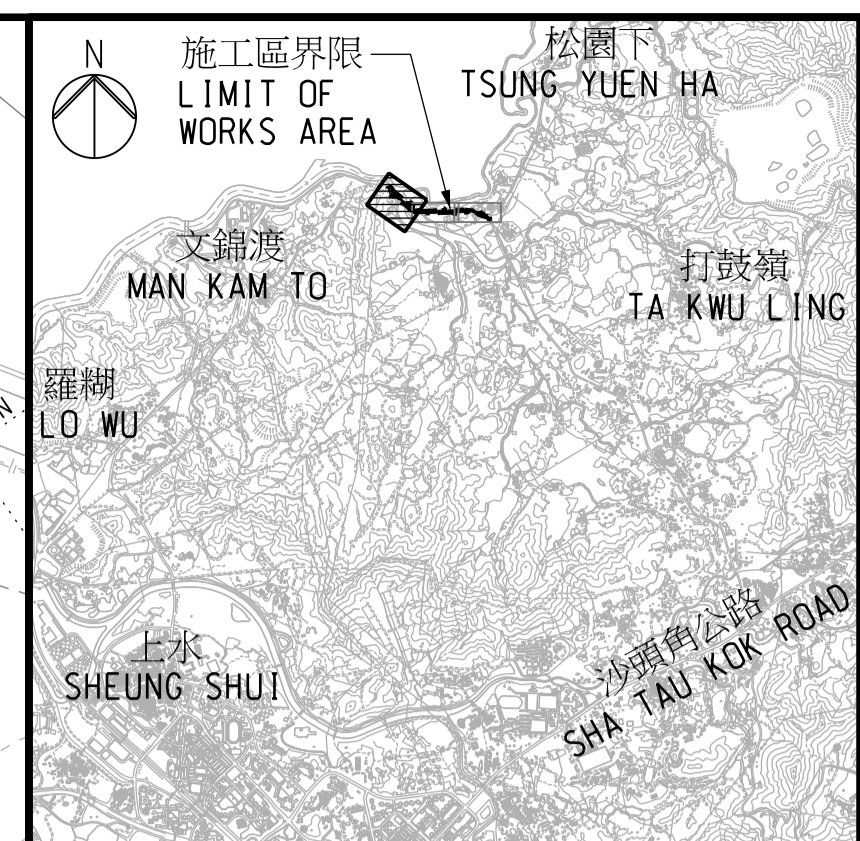 N
施工區界限
LIMIT OF
WORKS AREA
松園下
TSUNG YUEN HA
文錦渡
MAN KAM TO
打鼓嶺
TA KWU LING
羅糊
LO WU
N
上水
SHEUNG SHUI
沙頭角公路
SHA TAU KOK ROAD